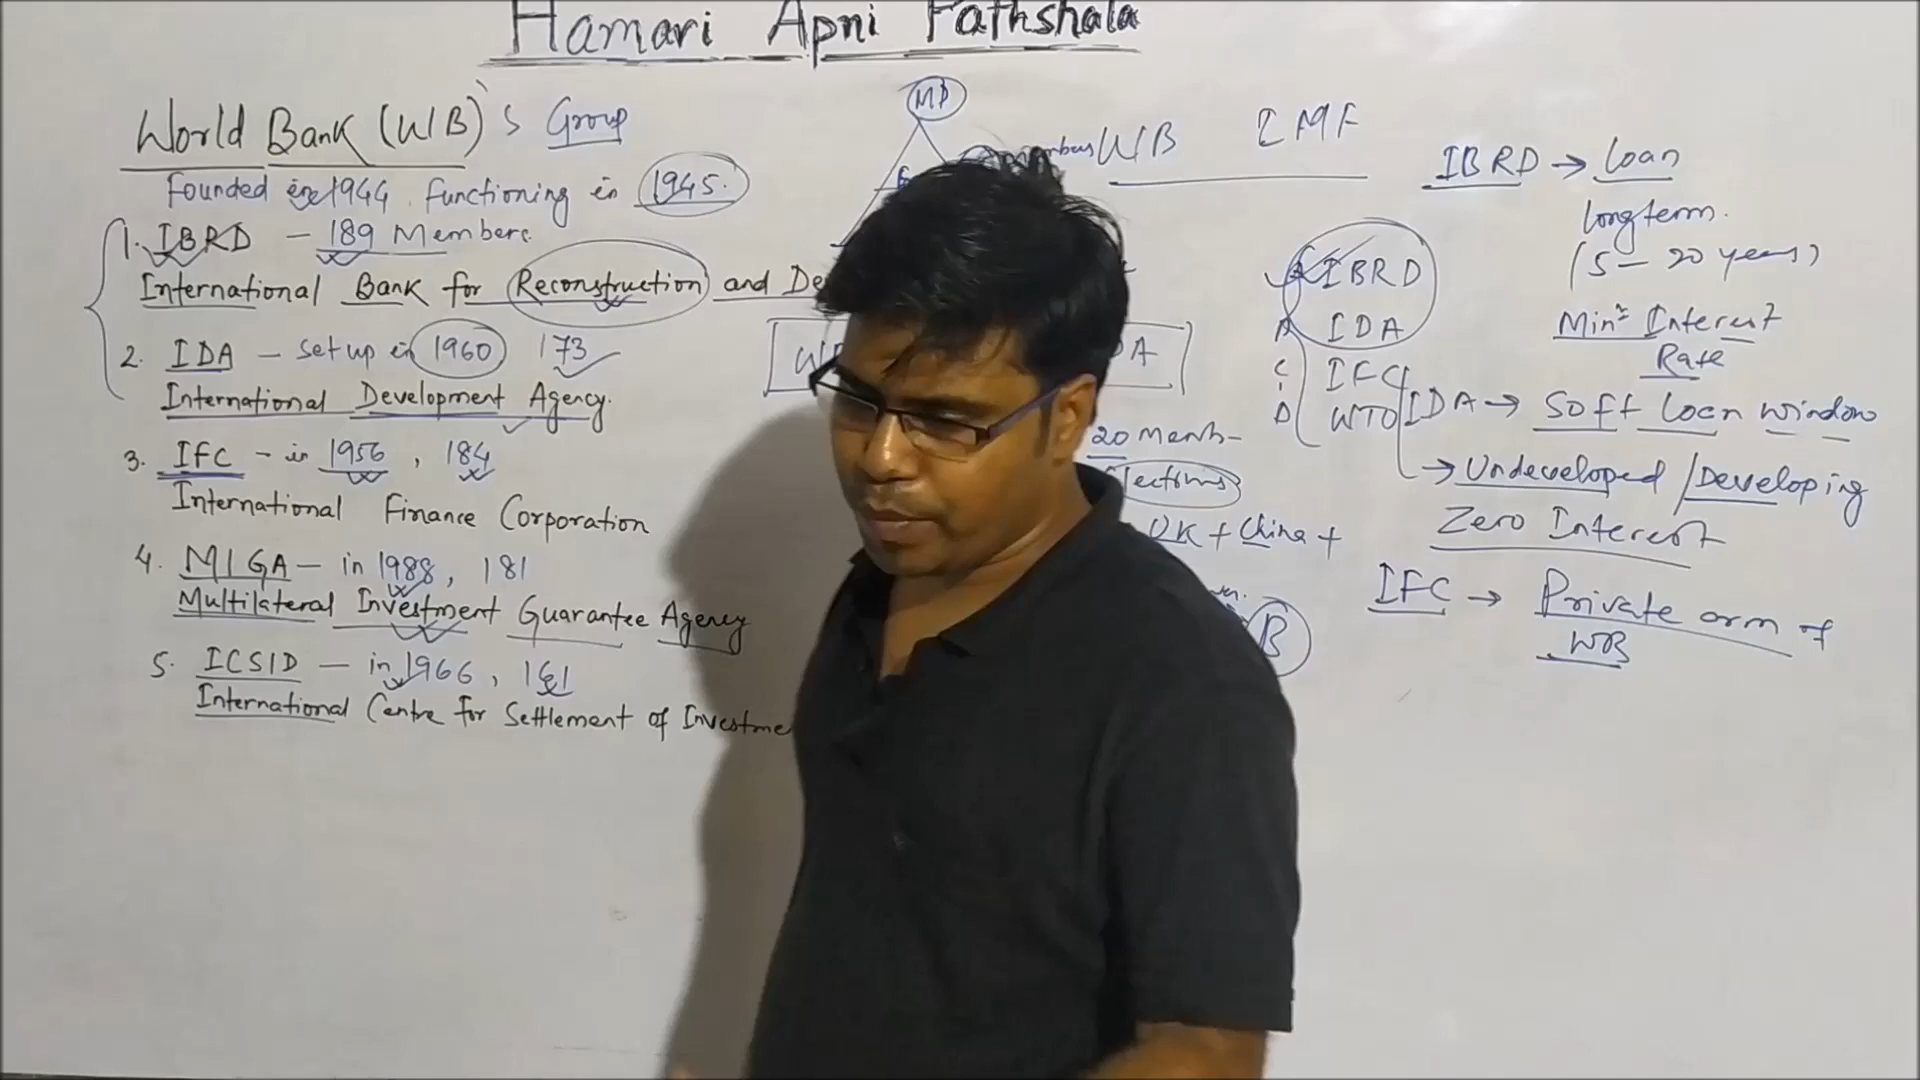 Hamari Apni Pathshala
World Bank (WB)'s Group
Founded in 1944. functioning in 1945.
1. IBRD - 189 Members.
International Bank for Reconstruction and De
2. IDA - Set up in 1960 173
International Development Agency.
3. IFC - in 1956, 184
International Finance Corporation
4. MIGA - in 1988, 181
Multilateral Investment Guarantee Agency
5. ICSID - in 1966, 161
International Centre for Settlement of Investme
MD
WB IMF
A
20 Month-
UK + China +
B
IBRD
A IDA
C IFC
D WTO
IBRD → Loan
long term.
(5 - 20 years)
Min^m Interest
Rate
IDA → Soft Loan Window
→ Undeveloped / Developing
Zero Interest
IFC → Private arm of
WB